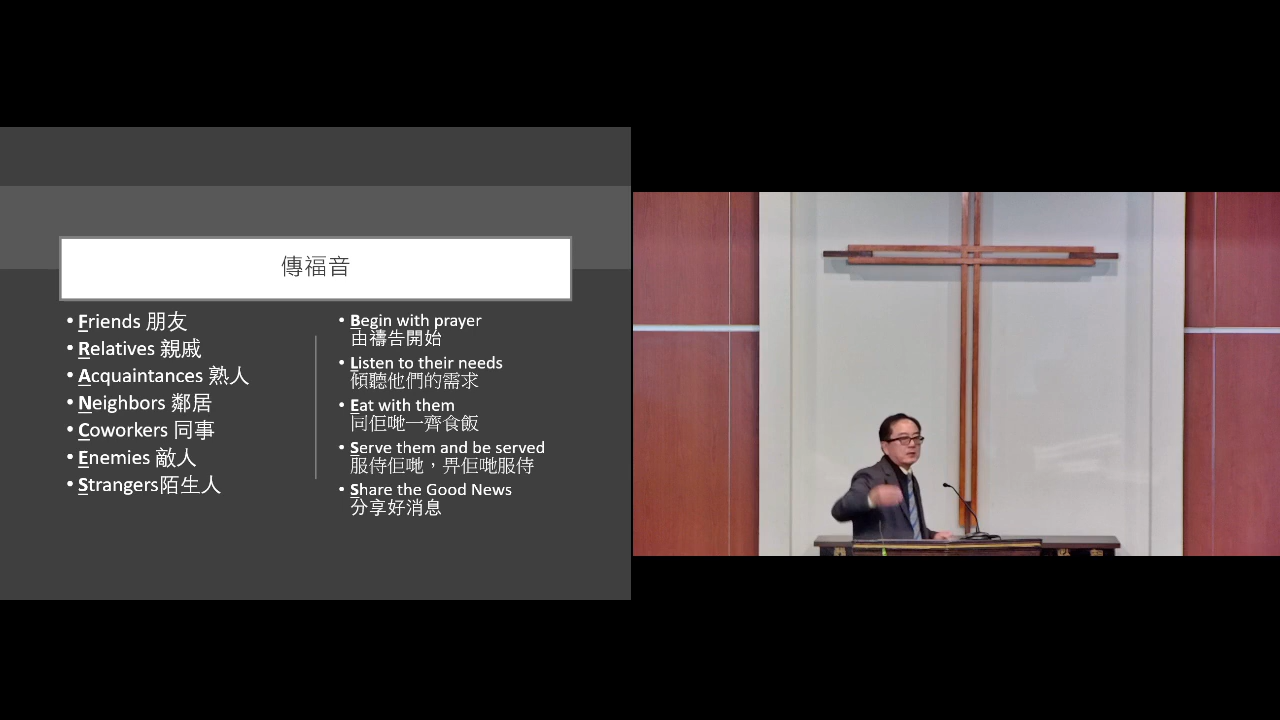 傳福音
• Friends 朋友
• Relatives 親戚
• Acquaintances 熟人
• Neighbors 鄰居
• Coworkers 同事
• Enemies 敵人
• Strangers陌生人
• Begin with prayer
由禱告開始
• Listen to their needs
傾聽他們的需求
• Eat with them
同佢哋一齊食飯
• Serve them and be served
服侍佢哋，畀佢哋服侍
• Share the Good News
分享好消息